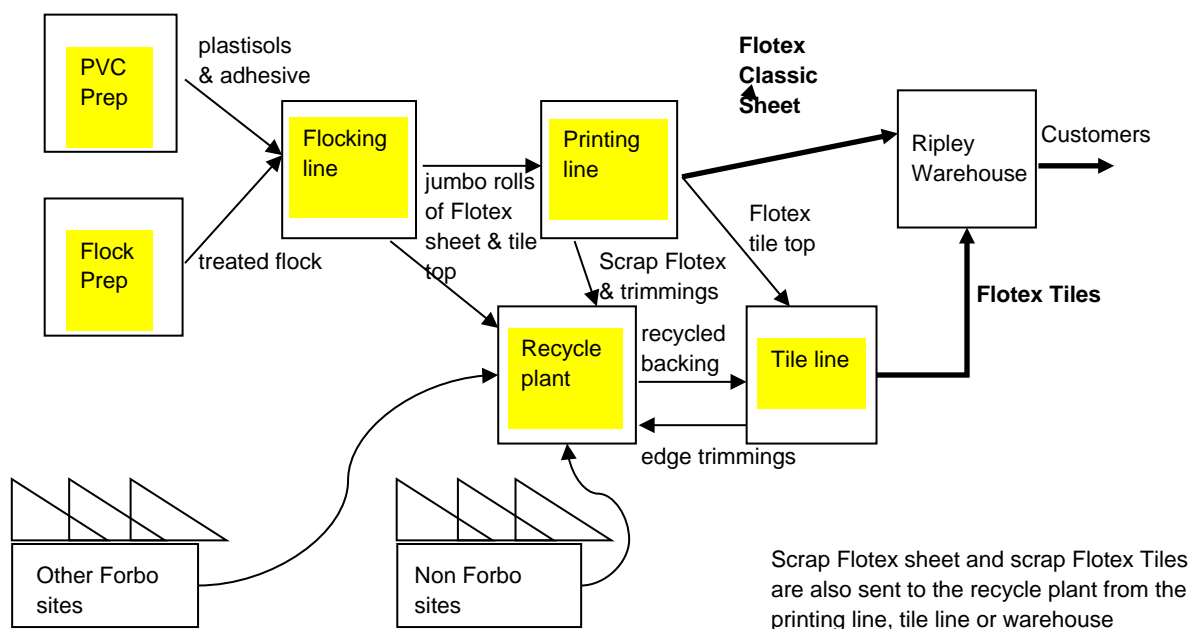 PVC
Prep
plastisols
& adhesive
Flock
Prep
treated flock
Flocking
line
jumbo rolls
of Flotex
sheet & tile
top
Printing
line
Scrap Flotex
& trimmings
Flotex
Classic
Sheet
Flotex
tile top
Ripley
Warehouse
Customers
Flotex Tiles
Recycle
plant
recycled
backing
Tile line
edge trimmings
Other Forbo
sites
Non Forbo
sites
Scrap Flotex sheet and scrap Flotex Tiles
are also sent to the recycle plant from the
printing line, tile line or warehouse